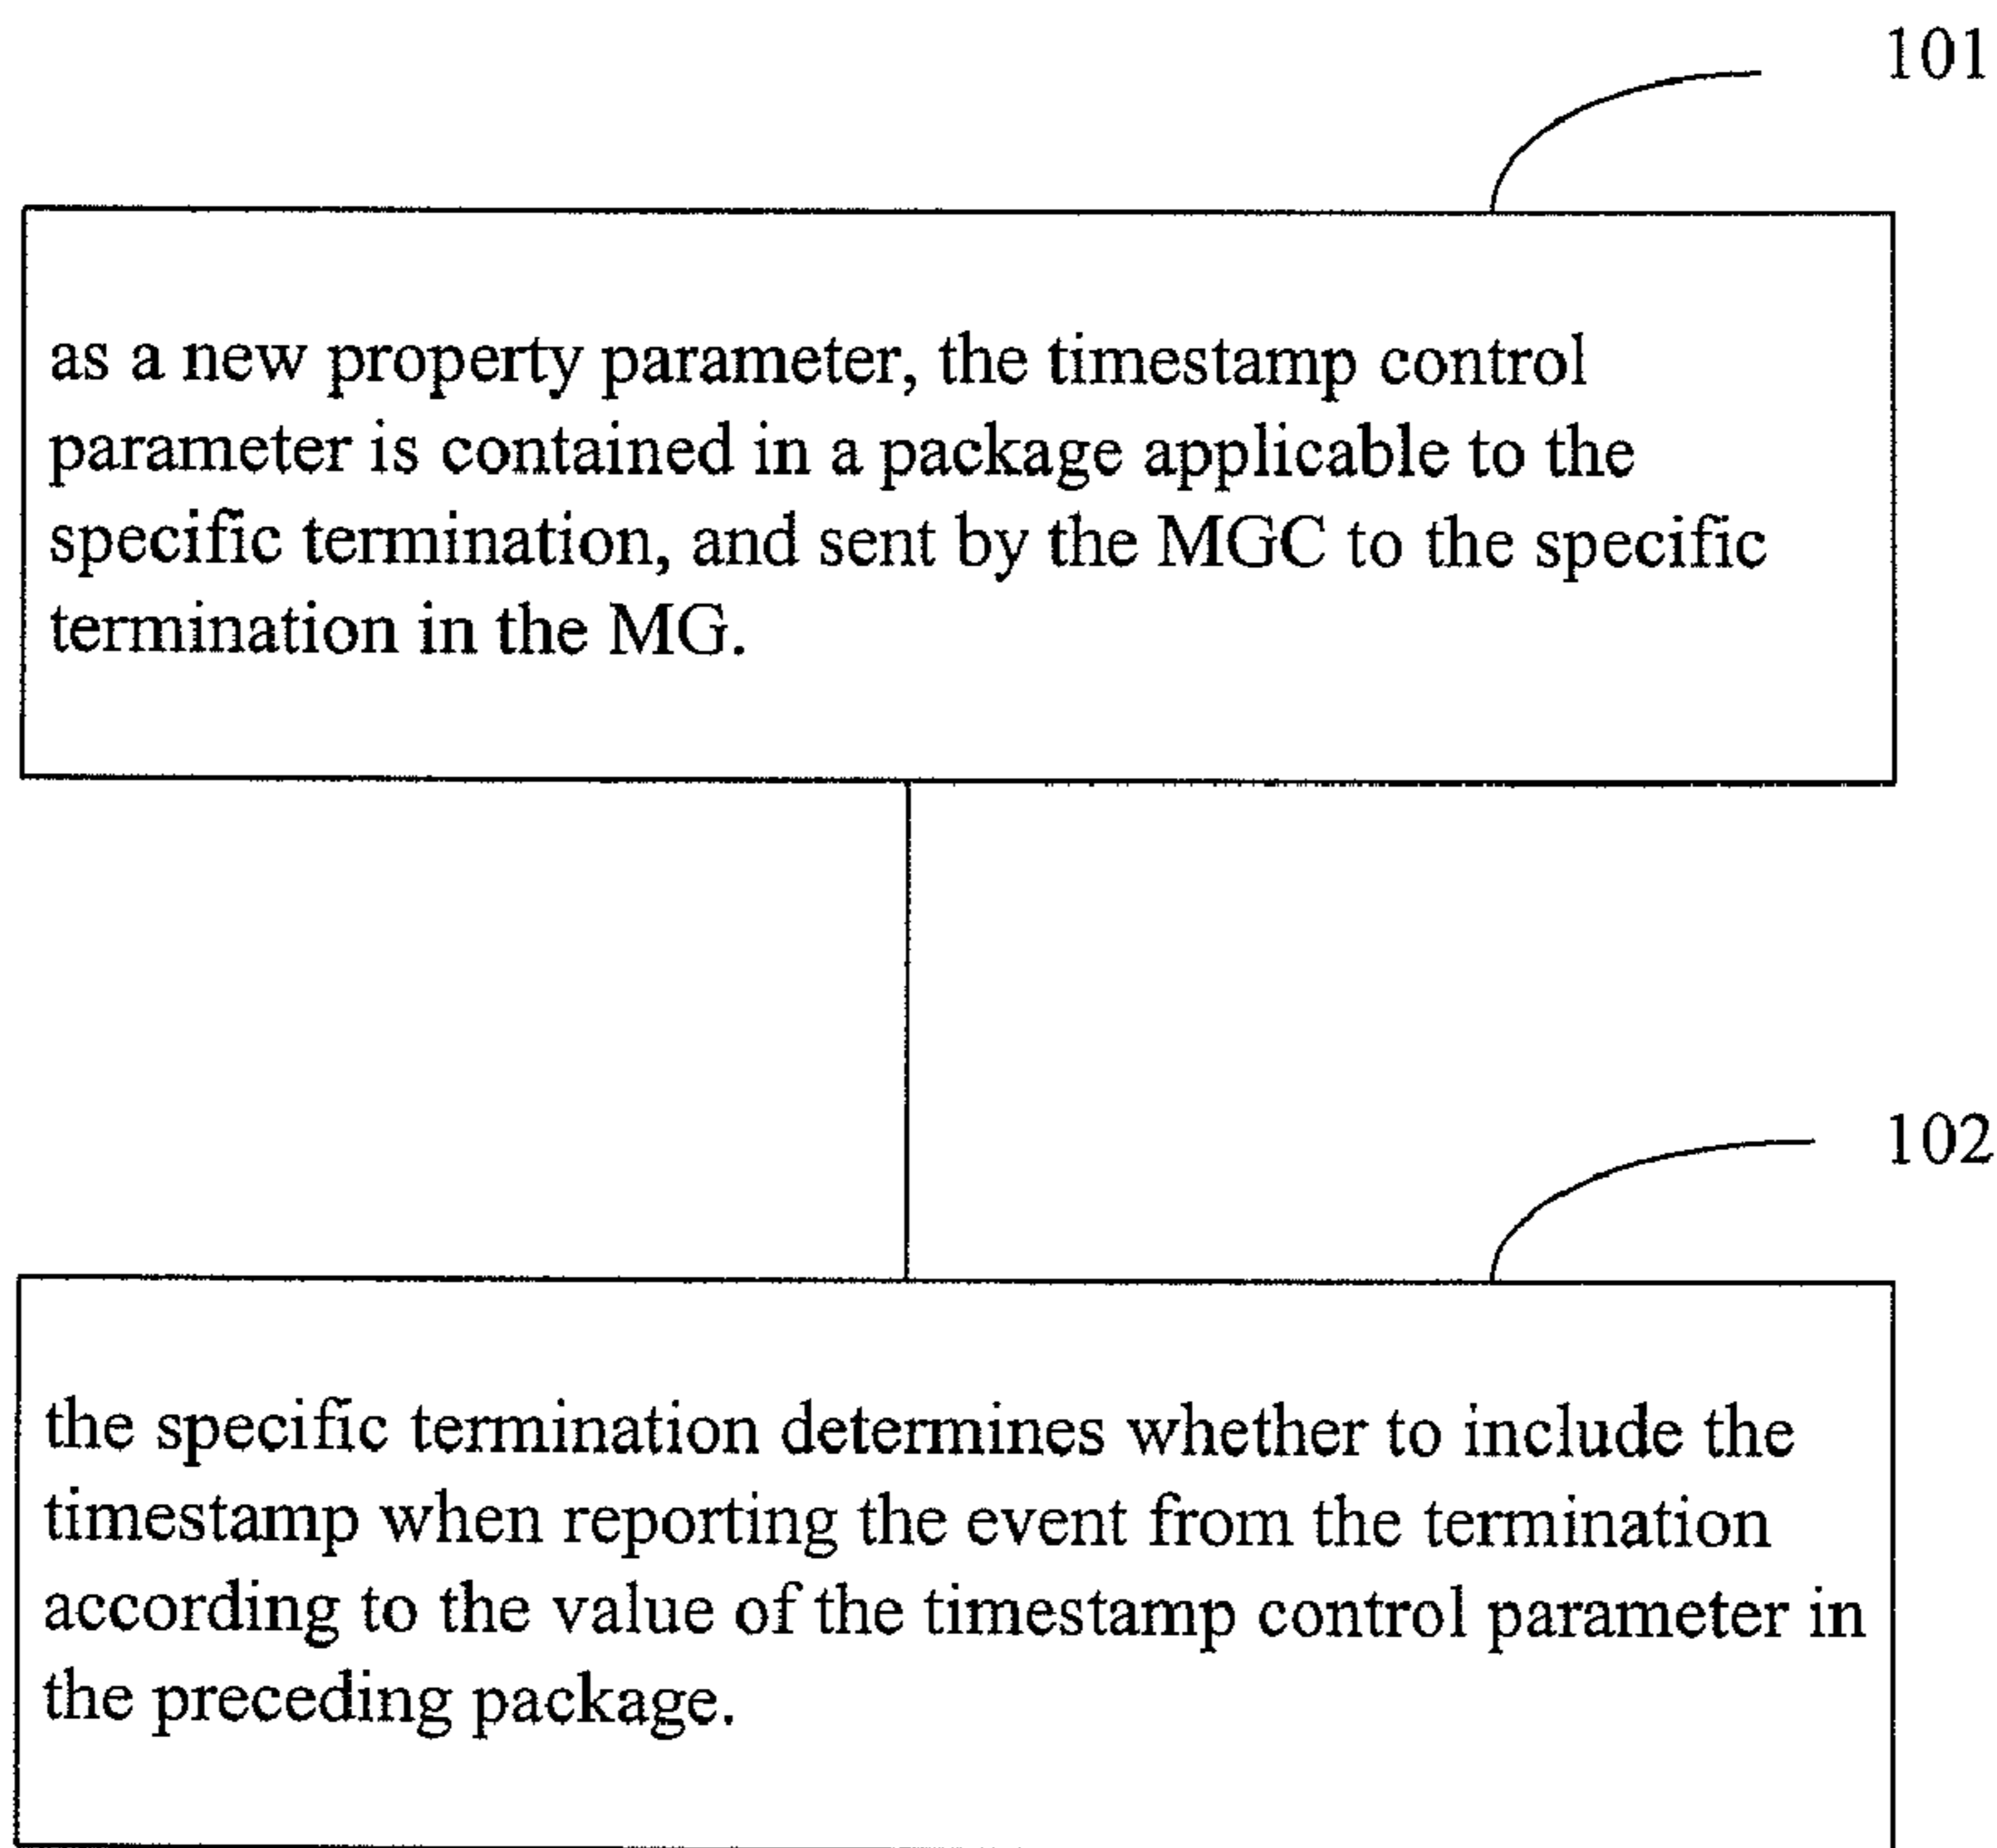 101
as a new property parameter, the timestamp control
parameter is contained in a package applicable to the
specific termination, and sent by the MGC to the specific
termination in the MG.
102
the specific termination determines whether to include the
timestamp when reporting the event from the termination
according to the value of the timestamp control parameter in
the preceding package.